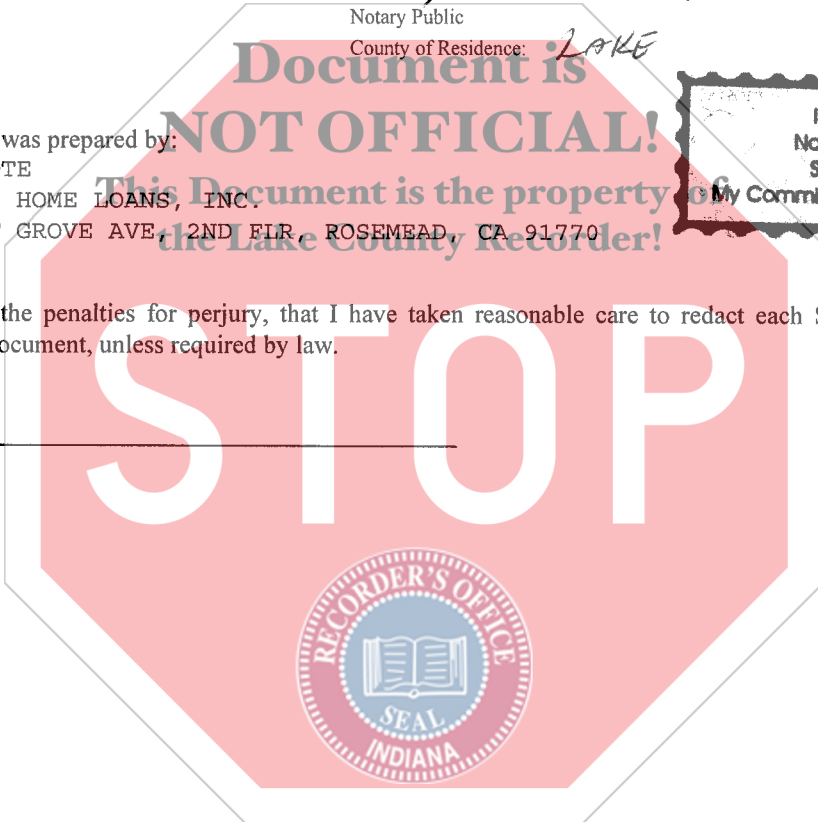 Notary Public
County of Residence: LAKE
Document is
NOT OFFICIAL!
was prepared by:
TE
This Document is the property of
HOME LOANS, INC.
My Commi
the Lake County Recorder!
GROVE AVE, 2ND FLR, ROSEMEAD, CA 91770
the penalties for perjury, that I have taken reasonable care to redact each S
ocument, unless required by law.
STOP
RECORDER'S OFFICE
SEAL
INDIANA